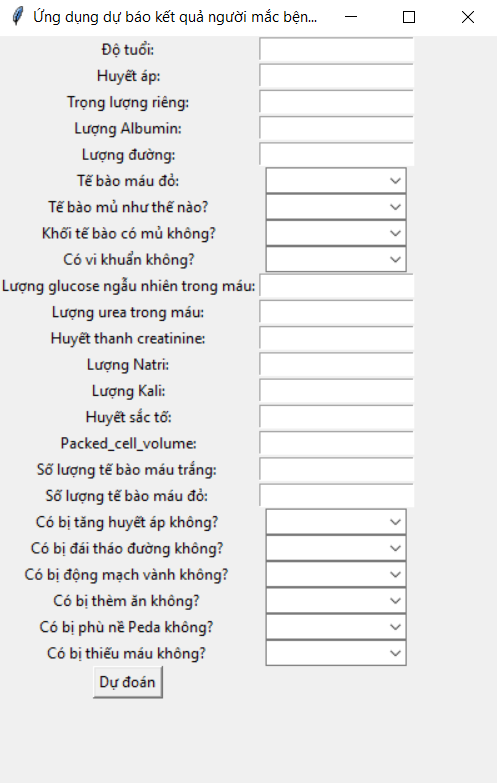 Ứng dụng dự báo kết quả người mắc bện...
Độ tuổi:
Huyết áp:
Trọng lượng riêng:
Lượng Albumin:
Lượng đường:
Tế bào máu đỏ:
Tế bào mủ như thế nào?
Khối tế bào có mủ không?
Có vi khuẩn không?
Lượng glucose ngẫu nhiên trong máu:
Lượng urea trong máu:
Huyết thanh creatinine:
Lượng Natri:
Lượng Kali:
Huyết sắc tố:
Packed_cell_volume:
Số lượng tế bào máu trắng:
Số lượng tế bào máu đỏ:
Có bị tăng huyết áp không?
Có bị đái tháo đường không?
Có bị động mạch vành không?
Có bị thèm ăn không?
Có bị phù nề Peda không?
Có bị thiếu máu không?
Dự đoán